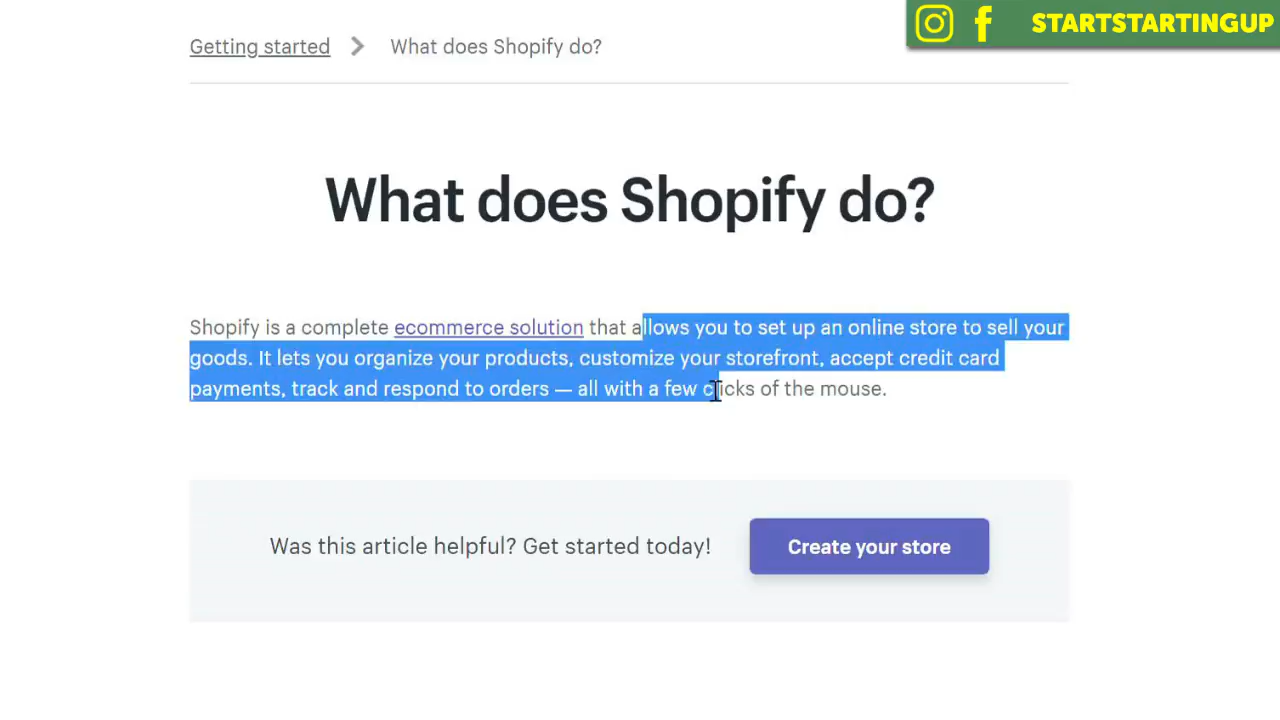 STARTSTARTINGUP
Getting started
What does Shopify do?
What does Shopify do?
Shopify is a complete ecommerce solution that allows you to set up an online store to sell your
goods. It lets you organize your products, customize your storefront, accept credit card
payments, track and respond to orders — all with a few clicks of the mouse.
Was this article helpful? Get started today!
Create your store